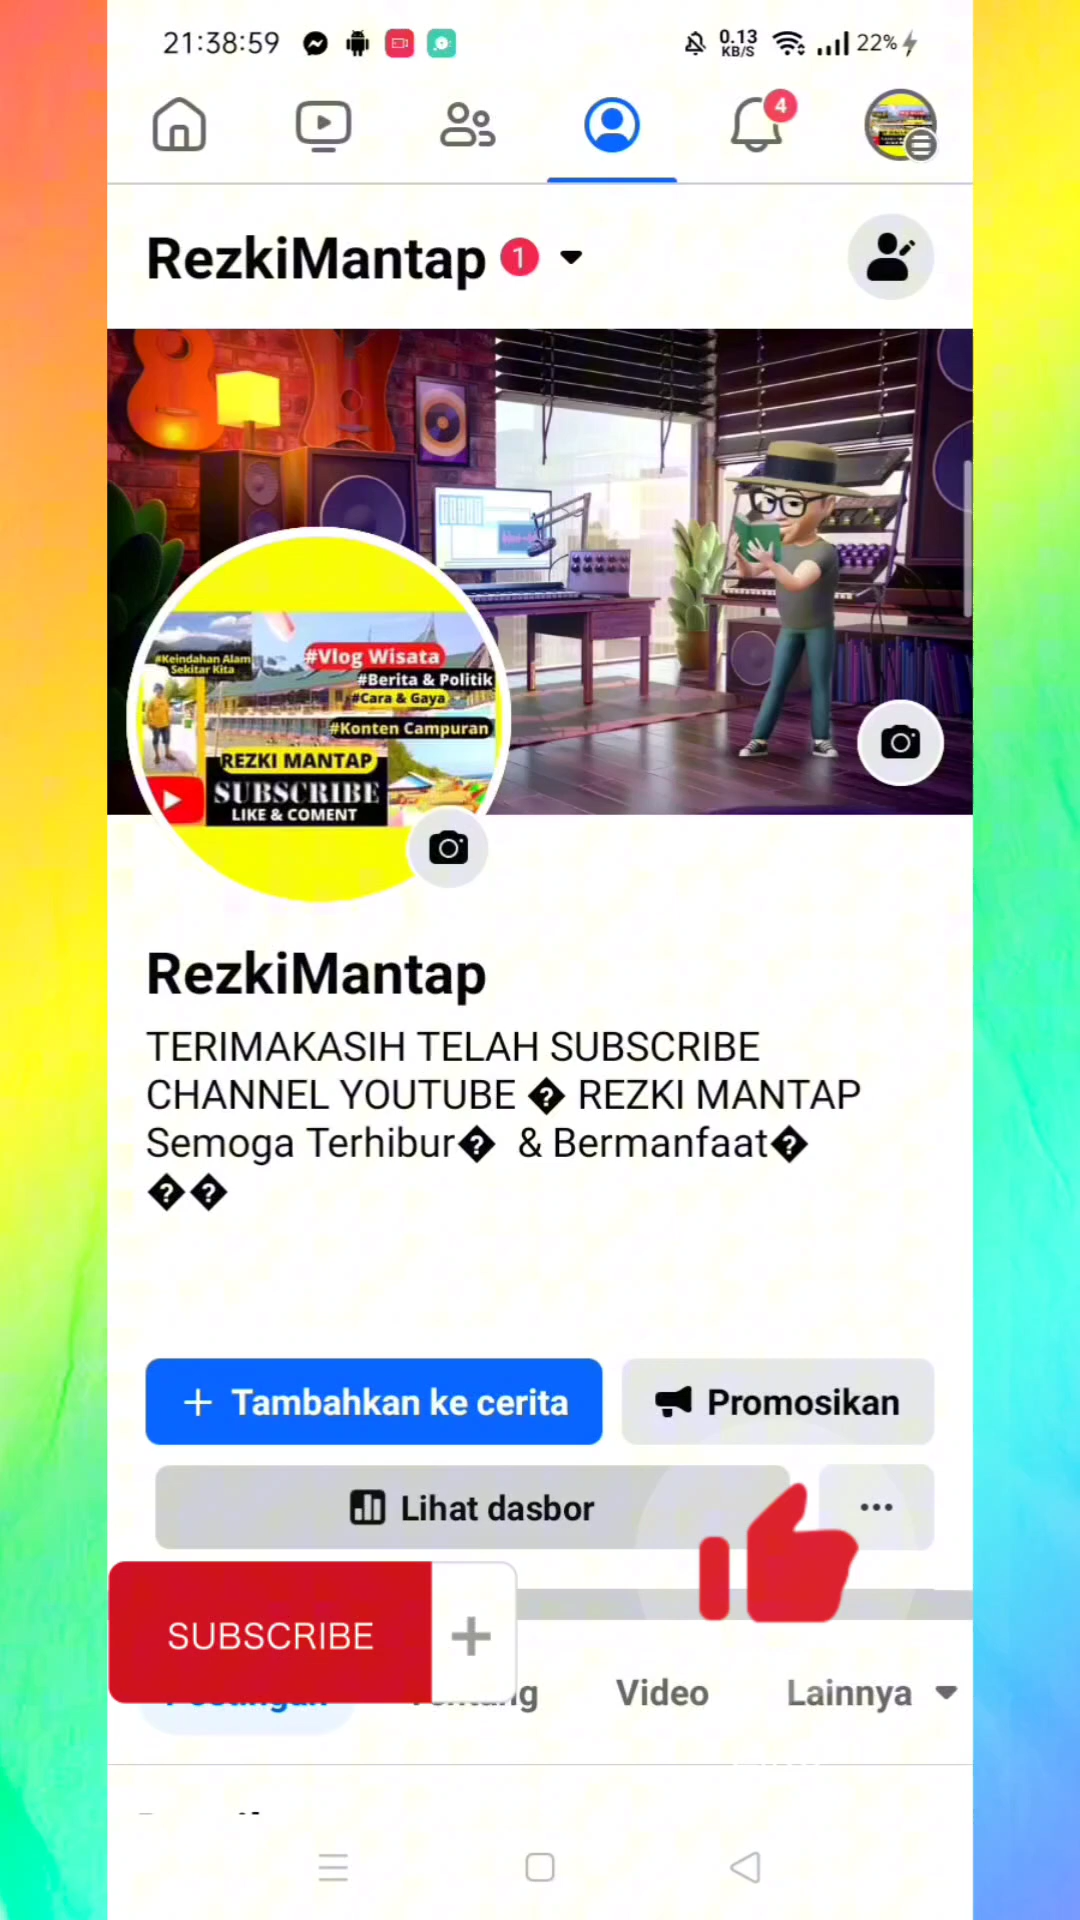 21:38:59
0.13
KB/S
22%
4
RezkiMantap 1
#Keindahan Alam
Sekitar Kita
#Vlog Wisata
#Berita & Politik
#Cara & Gaya
#Konten Campuran
REZKI MANTAP
SUBSCRIBE
LIKE & COMENT
RezkiMantap
TERIMAKASIH TELAH SUBSCRIBE
CHANNEL YOUTUBE � REZKI MANTAP
Semoga Terhibur� & Bermanfaat�
��
+ Tambahkan ke cerita
Promosikan
Lihat dasbor
...
SUBSCRIBE +
Video
Lainnya